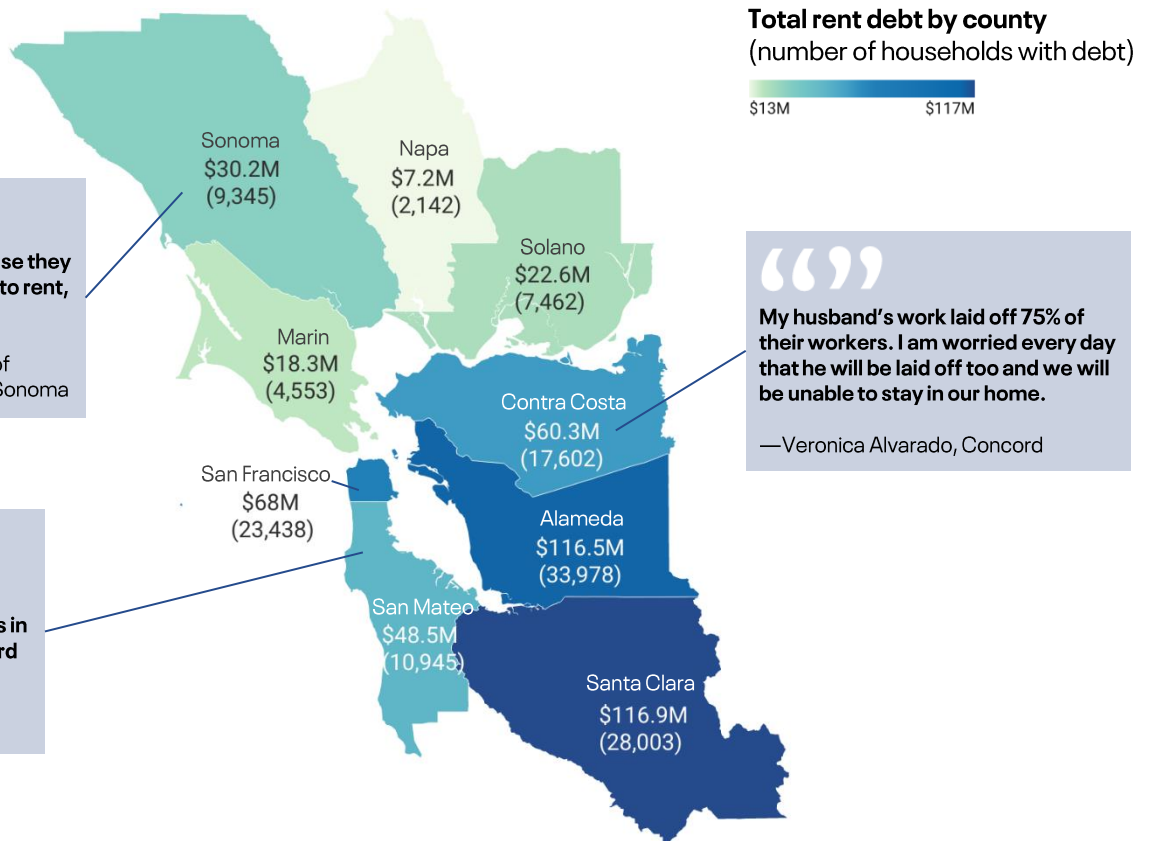 Total rent debt by county
(number of households with debt)
$13M
$117M
Sonoma
$30.2M
(9,345)
Napa
$7.2M
(2,142)
Solano
$22.6M
(7,462)
Marin
$18.3M
(4,553)
Contra Costa
$60.3M
(17,602)
San Francisco
$68M
(23,438)
Alameda
$116.5M
(33,978)
San Mateo
$48.5M
(10,945)
Santa Clara
$116.9M
(28,003)
se they
to rent,
of
Sonoma
“”
My husband’s work laid off 75% of
their workers. I am worried every day
that he will be laid off too and we will
be unable to stay in our home.
—Veronica Alvarado, Concord
s in
rd